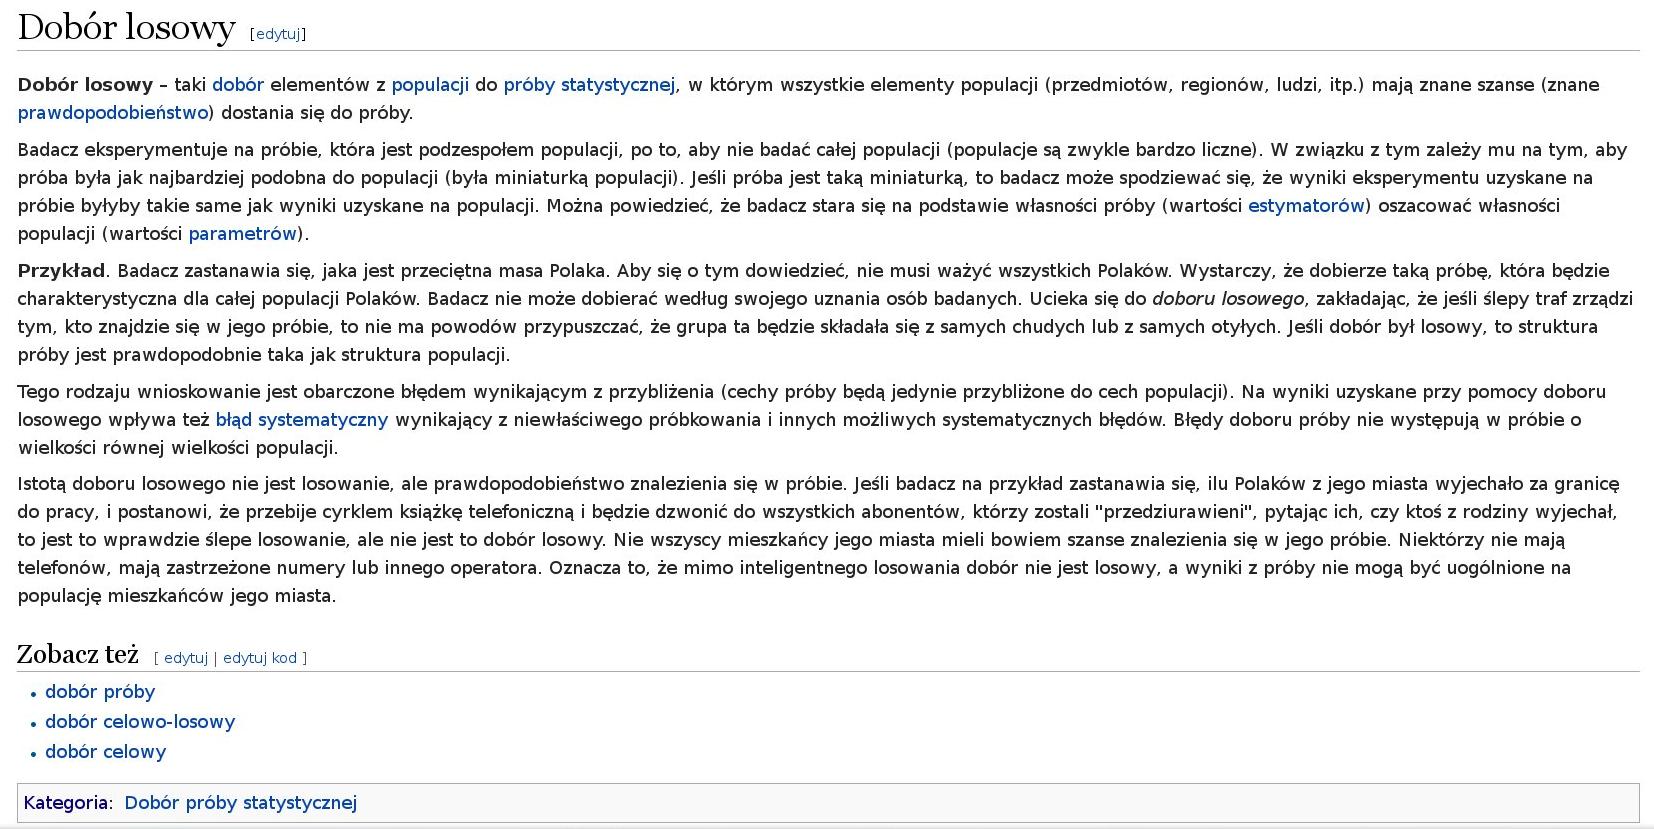 Dobór losowy [edytuj]
Dobór losowy – taki dobór elementów z populacji do próby statystycznej, w którym wszystkie elementy populacji (przedmiotów, regionów, ludzi, itp.) mają znane szanse (znane
prawdopodobieństwo) dostania się do próby.
Badacz eksperymentuje na próbie, która jest podzespołem populacji, po to, aby nie badać całej populacji (populacje są zwykle bardzo liczne). W związku z tym zależy mu na tym, aby
próba była jak najbardziej podobna do populacji (była miniaturką populacji). Jeśli próba jest taką miniaturką, to badacz może spodziewać się, że wyniki eksperymentu uzyskane na
próbie byłyby takie same jak wyniki uzyskane na populacji. Można powiedzieć, że badacz stara się na podstawie własności próby (wartości estymatorów) oszacować własności
populacji (wartości parametrów).
Przykład. Badacz zastanawia się, jaka jest przeciętna masa Polaka. Aby się o tym dowiedzieć, nie musi ważyć wszystkich Polaków. Wystarczy, że dobierze taką próbę, która będzie
charakterystyczna dla całej populacji Polaków. Badacz nie może dobierać według swojego uznania osób badanych. Ucieka się do doboru losowego, zakładając, że jeśli ślepy traf zrządzi
tym, kto znajdzie się w jego próbie, to nie ma powodów przypuszczać, że grupa ta będzie składała się z samych chudych lub z samych otyłych. Jeśli dobór był losowy, to struktura
próby jest prawdopodobnie taka jak struktura populacji.
Tego rodzaju wnioskowanie jest obarczone błędem wynikającym z przybliżenia (cechy próby będą jedynie przybliżone do cech populacji). Na wyniki uzyskane przy pomocy doboru
losowego wpływa też błąd systematyczny wynikający z niewłaściwego próbkowania i innych możliwych systematycznych błędów. Błędy doboru próby nie występują w próbie o
wielkości równej wielkości populacji.
Istotą doboru losowego nie jest losowanie, ale prawdopodobieństwo znalezienia się w próbie. Jeśli badacz na przykład zastanawia się, ilu Polaków z jego miasta wyjechało za granicę
do pracy, i postanowi, że przebije cyrklem książkę telefoniczną i będzie dzwonić do wszystkich abonentów, którzy zostali "przedziurawieni", pytając ich, czy ktoś z rodziny wyjechał,
to jest to wprawdzie ślepe losowanie, ale nie jest to dobór losowy. Nie wszyscy mieszkańcy jego miasta mieli bowiem szanse znalezienia się w jego próbie. Niektórzy nie mają
telefonów, mają zastrzeżone numery lub innego operatora. Oznacza to, że mimo inteligentnego losowania dobór nie jest losowy, a wyniki z próby nie mogą być uogólnione na
populację mieszkańców jego miasta.
Zobacz też [ edytuj | edytuj kod ]
• dobór próby
• dobór celowo-losowy
• dobór celowy
Kategoria: Dobór próby statystycznej